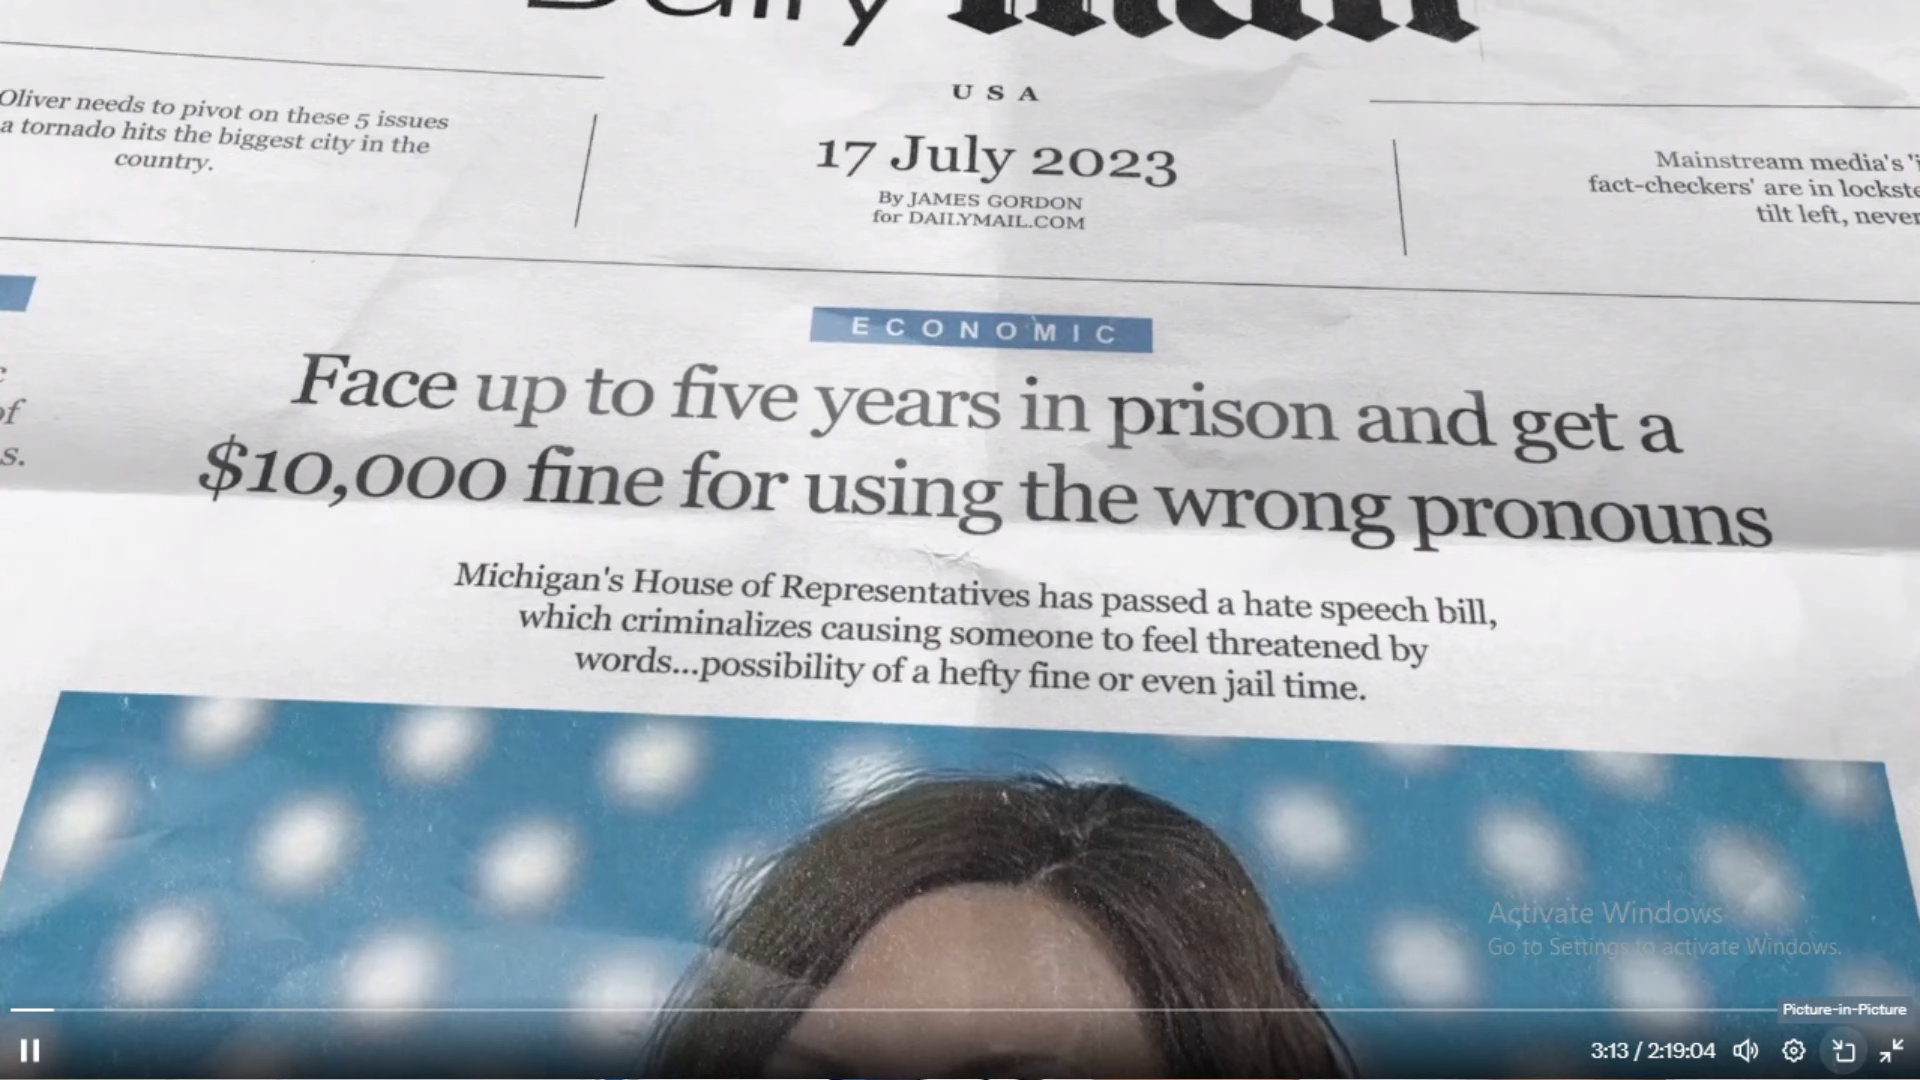 Daily Mail
USA
Oliver needs to pivot on these 5 issues
a tornado hits the biggest city in the
country.
17 July 2023
By JAMES GORDON
for DAILYMAIL.COM
Mainstream media's
fact-checkers' are in
tilt left, never
ECONOMIC
of
s.
Face up to five years in prison and get a
$10,000 fine for using the wrong pronouns
Michigan's House of Representatives has passed a hate speech bill,
which criminalizes causing someone to feel threatened by
words...possibility of a hefty fine or even jail time.
Activate Windows
Go to Settings to activate Windows.
Picture-in-Picture
3:13 / 2:19:04